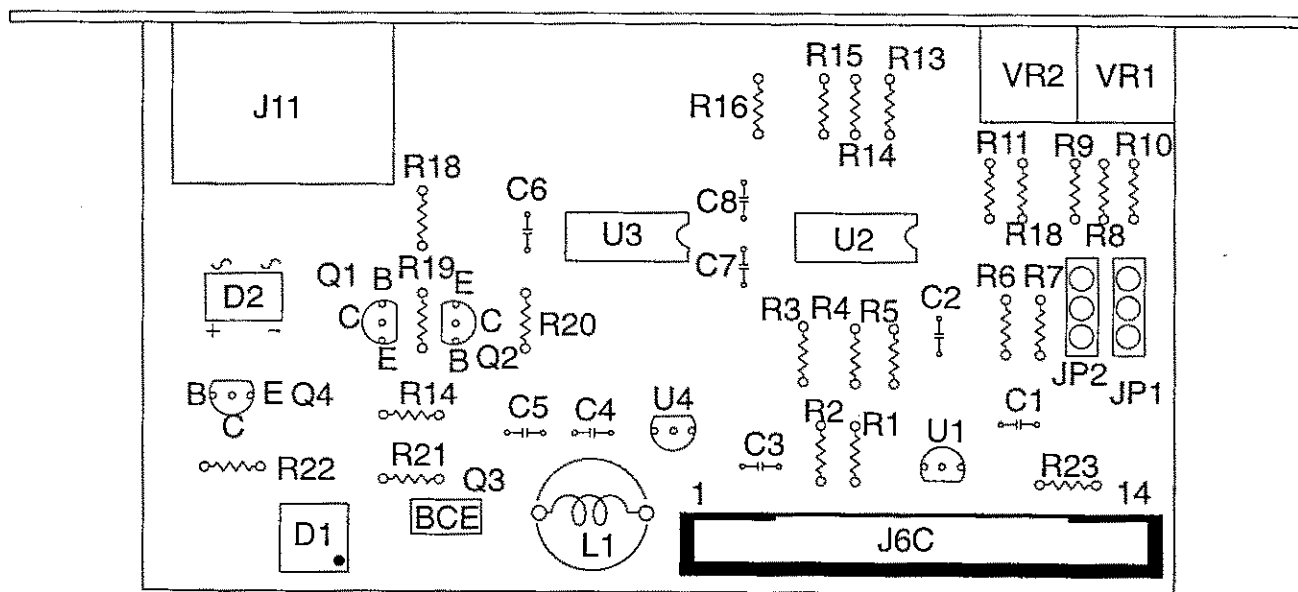 R15 R13
J11 VR2 VR1
R16
R14 R11 R9 R10
R18
C6 C8
U3 U2
R18 R8
C7
Q1 B R19 E R6 R7
D2 C2
C C R20 R3 R4 R5
+ -
E B Q2
JP2 JP1
B E Q4 R14 C5 C4 U4 C1
C R2 R1 U1
C3
R22 R21 R23
Q3 1 14
BCE
D1 L1 J6C